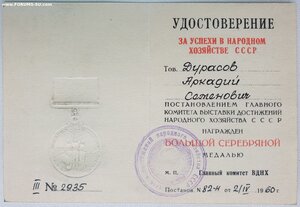 www.FORUMS-SU.com
УДОСТОВЕРЕНИЕ
ЗА УСПЕХИ В НАРОДНОМ
ХОЗЯЙСТВЕ СССР
Тов. Дурасов
Аркадий
Семенович
ПОСТАНОВЛЕНИЕМ ГЛАВНОГО
КОМИТЕТА ВЫСТАВКИ ДОСТИЖЕНИЙ
НАРОДНОГО ХОЗЯЙСТВА СССР
НАГРАЖДЕН
БОЛЬШОЙ СЕРЕБРЯНОЙ
МЕДАЛЬЮ
М. П. Главный комитет ВДНХ
Постанов. № 82-н от 2/IV 1960 г.
III № 2935